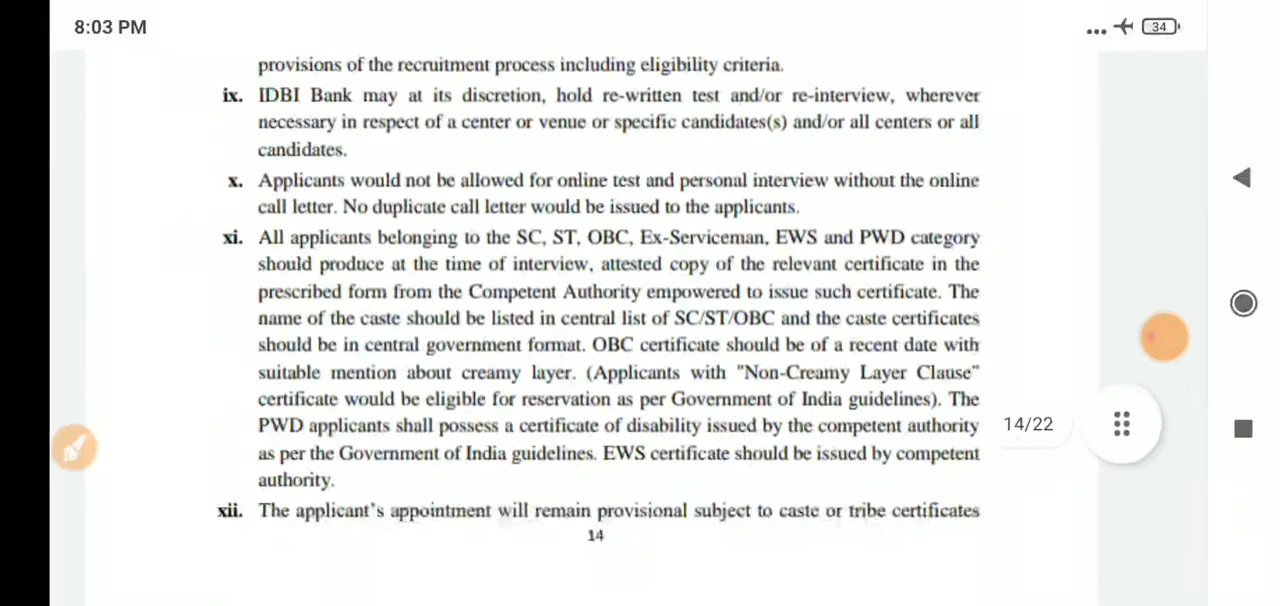 8:03 PM
34
provisions of the recruitment process including eligibility criteria.
ix. IDBI Bank may at its discretion, hold re-written test and/or re-interview, wherever
necessary in respect of a center or venue or specific candidates(s) and/or all centers or all
candidates.
x. Applicants would not be allowed for online test and personal interview without the online
call letter. No duplicate call letter would be issued to the applicants.
xi. All applicants belonging to the SC, ST, OBC, Ex-Serviceman, EWS and PWD category
should produce at the time of interview, attested copy of the relevant certificate in the
prescribed form from the Competent Authority empowered to issue such certificate. The
name of the caste should be listed in central list of SC/ST/OBC and the caste certificates
should be in central government format. OBC certificate should be of a recent date with
suitable mention about creamy layer. (Applicants with "Non-Creamy Layer Clause"
certificate would be eligible for reservation as per Government of India guidelines). The
PWD applicants shall possess a certificate of disability issued by the competent authority
14/22
as per the Government of India guidelines. EWS certificate should be issued by competent
authority.
xii. The applicant's appointment will remain provisional subject to caste or tribe certificates
14